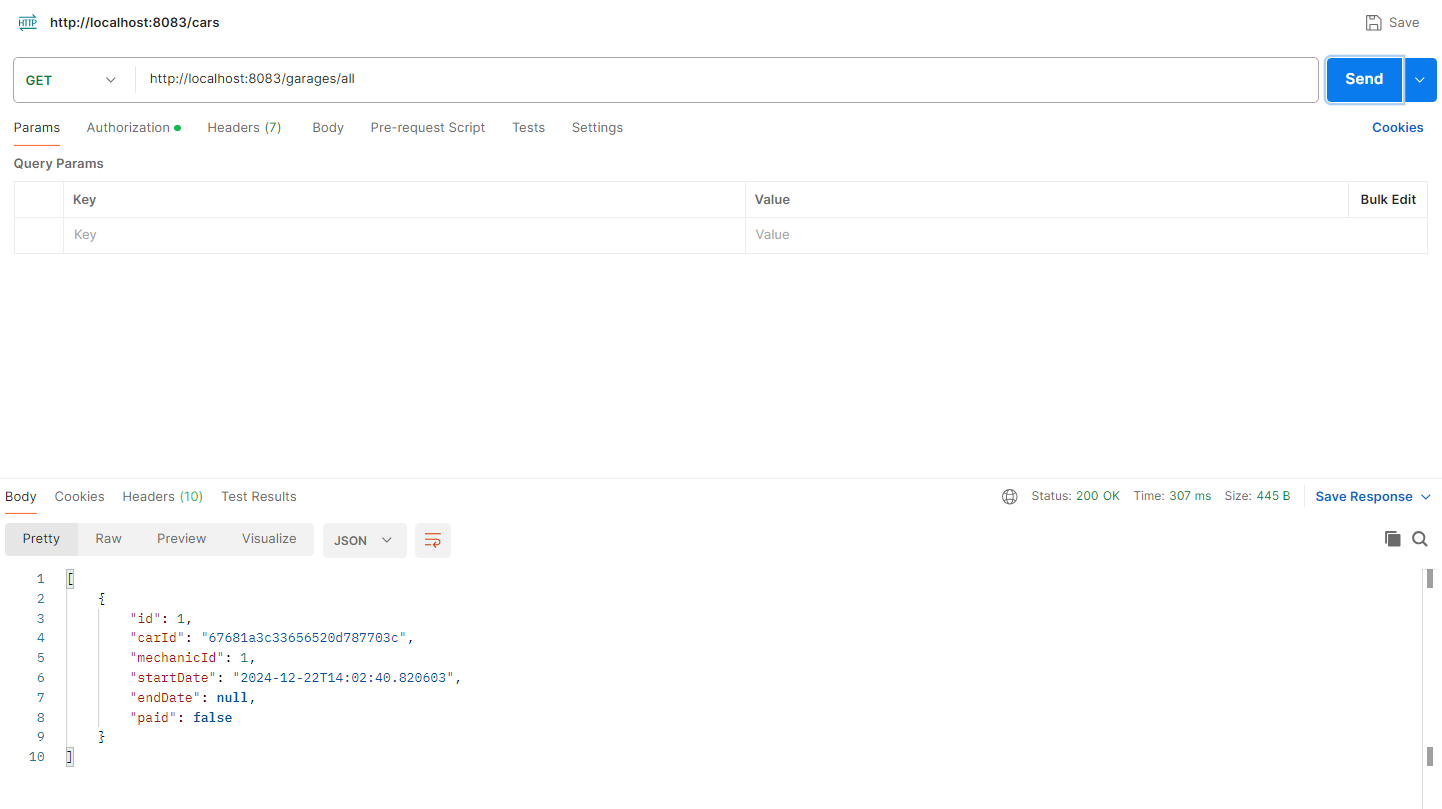 HTTP http://localhost:8083/cars Save
GET http://localhost:8083/garages/all Send
Params Authorization Headers (7) Body Pre-request Script Tests Settings Cookies
Query Params
Key Value Bulk Edit
Key Value
Body Cookies Headers (10) Test Results Status: 200 OK Time: 307 ms Size: 445 B Save Response
Pretty Raw Preview Visualize JSON
1 [
2 {
3 "id": 1,
4 "carId": "67681a3c33656520d787703c",
5 "mechanicId": 1,
6 "startDate": "2024-12-22T14:02:40.820603",
7 "endDate": null,
8 "paid": false
9 }
10 ]